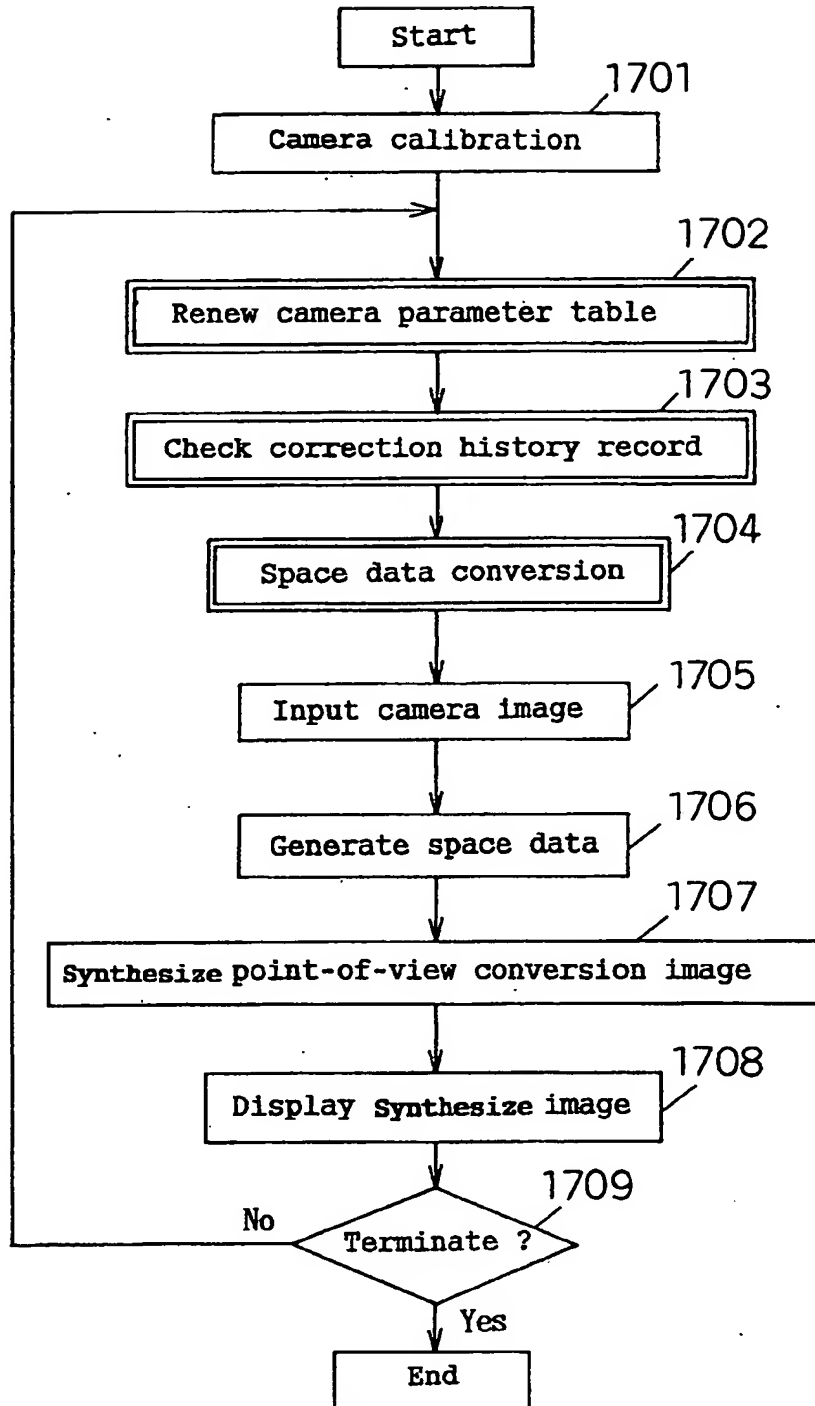 Start
1701
Camera calibration
1702
Renew camera parameter table
1703
Check correction history record
1704
Space data conversion
1705
Input camera image
1706
Generate space data
1707
Synthesize point-of-view conversion image
1708
Display Synthesize image
1709
No
Terminate ?
Yes
End